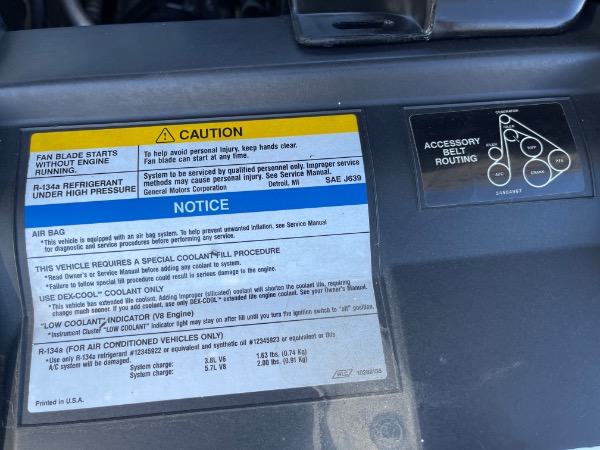 CAUTION
FAN BLADE STARTS
WITHOUT ENGINE
RUNNING.
To help avoid personal injury, keep hands clear.
Fan blade can start at any time.
R-134a REFRIGERANT
UNDER HIGH PRESSURE
System to be serviced by qualified personnel only. Improper service
methods may cause personal injury. See Service Manual.
General Motors Corporation Detroit, MI SAE J639
NOTICE
AIR BAG
*This vehicle is equipped with an air bag system. To help prevent unwanted inflation, see Service Manual
for diagnostic and service procedures before performing any service.
THIS VEHICLE REQUIRES A SPECIAL COOLANT FILL PROCEDURE
*Read Owner's or Service Manual before adding any coolant to system.
*Failure to follow special fill procedure could result in serious damage to the engine.
USE DEX-COOL™ COOLANT ONLY
*This vehicle has extended life coolant. Adding improper (silicated) coolant will shorten the coolant life, requiring
change much sooner. If you add coolant, use only DEX-COOL™ extended life engine coolant. See your Owner's Manual.
"LOW COOLANT" INDICATOR (V8 Engine)
*Instrument Cluster "LOW COOLANT" indicator light may stay on after fill until you turn the ignition switch to "off" position.
R-134a (FOR AIR CONDITIONED VEHICLES ONLY)
*Use only R-134a refrigerant #12345922 or equivalent and synthetic oil #12345923 or equivalent or this
A/C system will be damaged.
System charge: 3.8L V6 1.63 lbs. (0.74 Kg)
System charge: 5.7L V8 2.00 lbs. (0.91 Kg)
Printed in U.S.A.
ACCESSORY
BELT
ROUTING
GENERATOR
IDLER
W/P
P/S
A/C
CRANK
24504967